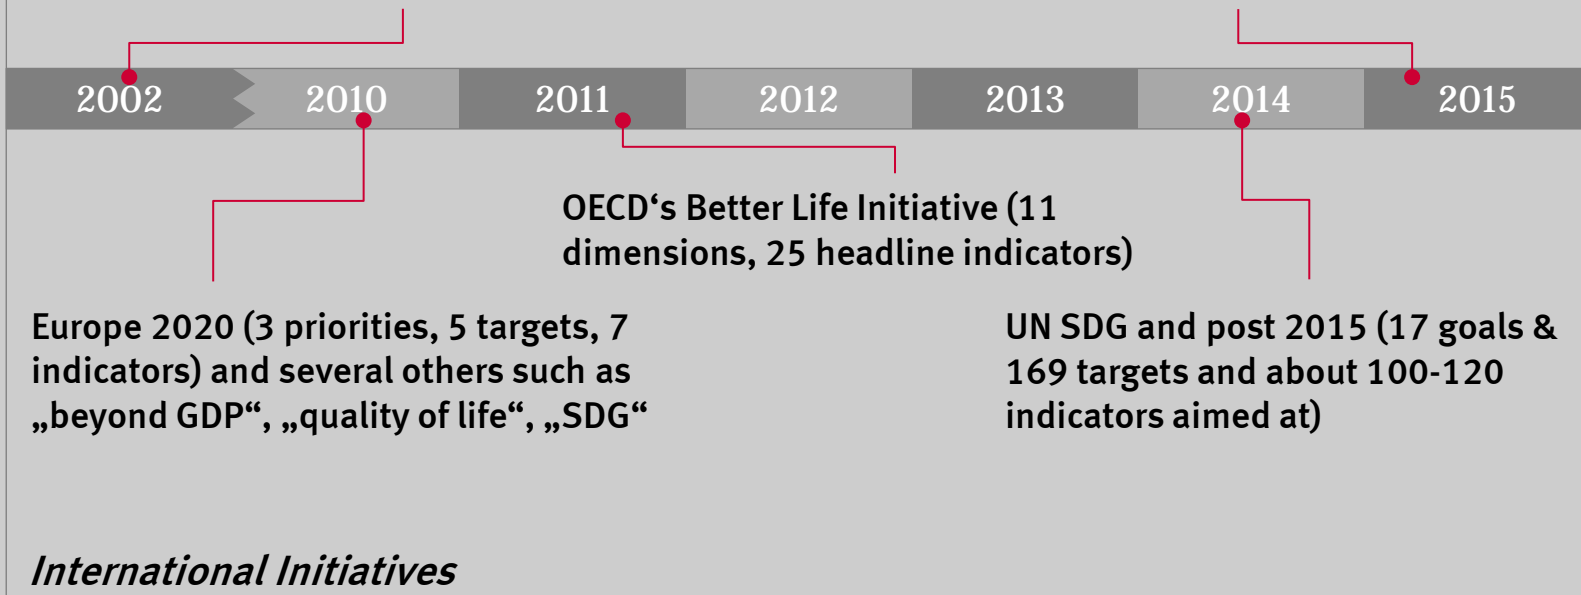 2002 2010 2011 2012 2013 2014 2015
OECD‘s Better Life Initiative (11
dimensions, 25 headline indicators)
Europe 2020 (3 priorities, 5 targets, 7
indicators) and several others such as
„beyond GDP“, „quality of life“, „SDG“
UN SDG and post 2015 (17 goals &
169 targets and about 100-120
indicators aimed at)
International Initiatives